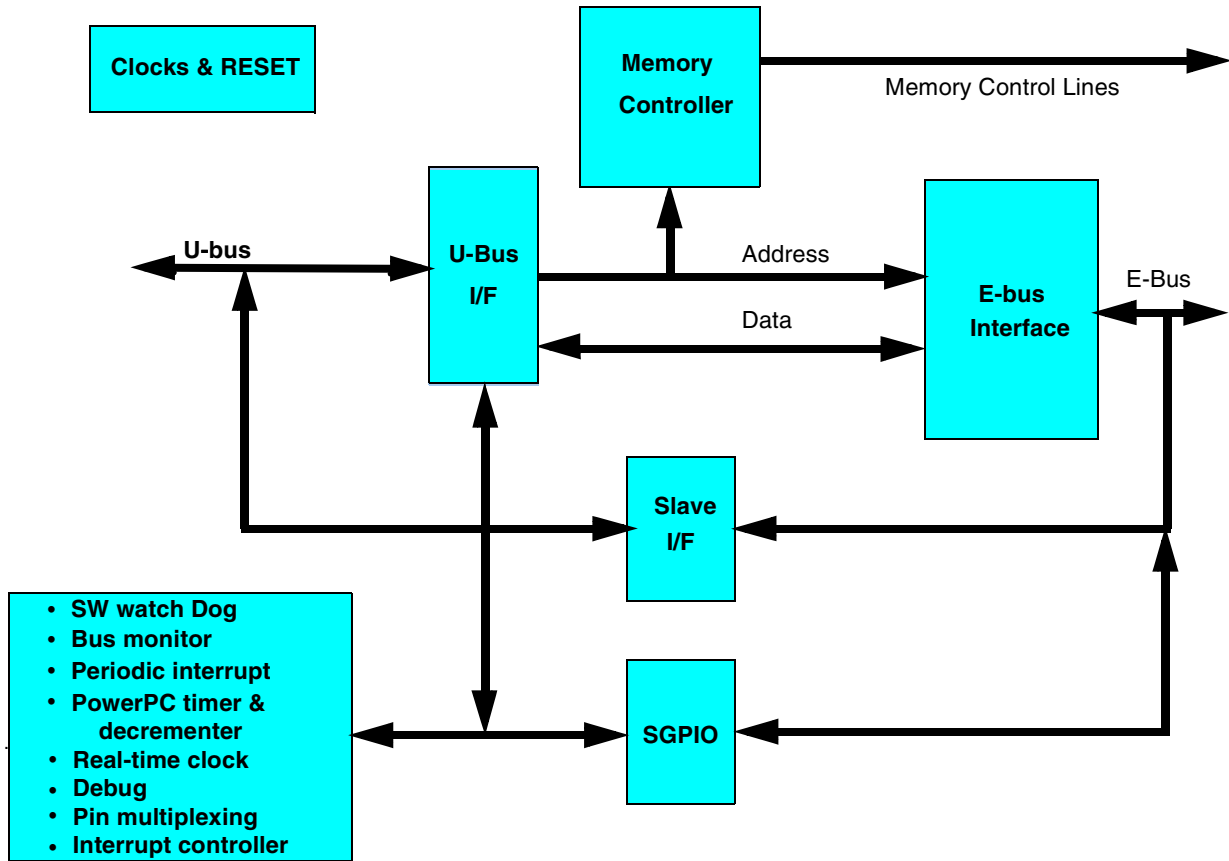 Clocks & RESET
Memory
Controller
Memory Control Lines
U-bus
U-Bus
I/F
Address
Data
E-bus
Interface
E-Bus
Slave
I/F
• SW watch Dog
• Bus monitor
• Periodic interrupt
• PowerPC timer &
decrementer
• Real-time clock
• Debug
• Pin multiplexing
• Interrupt controller
SGPIO